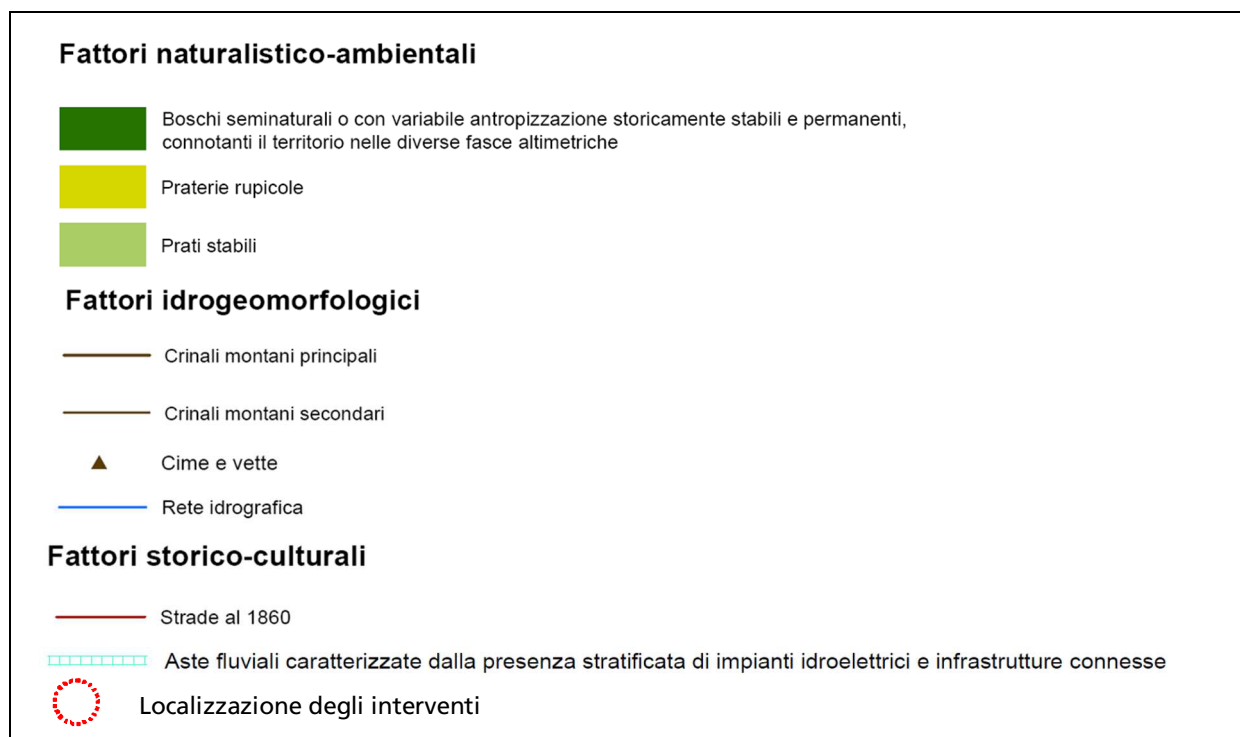 Fattori naturalistico-ambientali
Boschi seminaturali o con variabile antropizzazione storicamente stabili e permanenti,
connotanti il territorio nelle diverse fasce altimetriche
Praterie rupicole
Prati stabili
Fattori idrogeomorfologici
Crinali montani principali
Crinali montani secondari
Cime e vette
Rete idrografica
Fattori storico-culturali
Strade al 1860
Aste fluviali caratterizzate dalla presenza stratificata di impianti idroelettrici e infrastrutture connesse
Localizzazione degli interventi